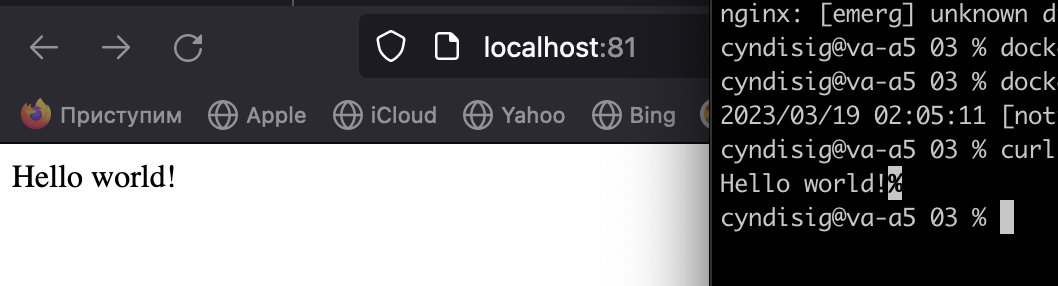 localhost:81
Приступим Apple iCloud Yahoo Bing
Hello world!
nginx: [emerg] unknown d
cyndisig@va-a5 03 % dock
cyndisig@va-a5 03 % dock
2023/03/19 02:05:11 [not
cyndisig@va-a5 03 % curl
Hello world!%
cyndisig@va-a5 03 %